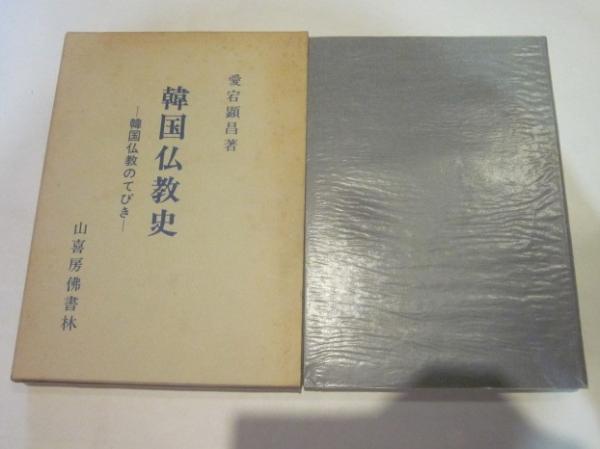 愛宕顕昌著
韓国仏教史
―韓国仏教のてびき―
山喜房佛書林